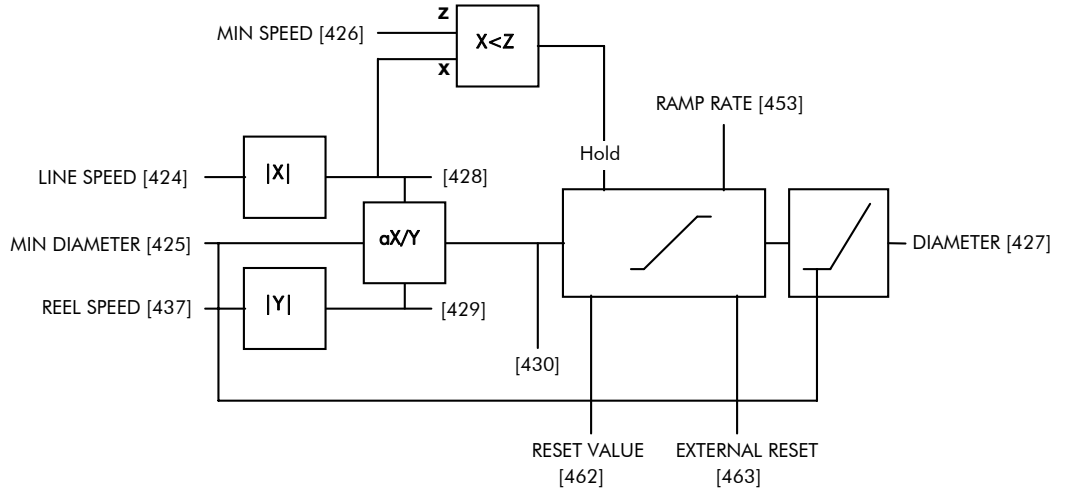 Z
MIN SPEED [426]
X<Z
X
RAMP RATE [453]
Hold
LINE SPEED [424]
|X|
[428]
MIN DIAMETER [425]
aX/Y
DIAMETER [427]
REEL SPEED [437]
|Y|
[429]
[430]
RESET VALUE
[462]
EXTERNAL RESET
[463]